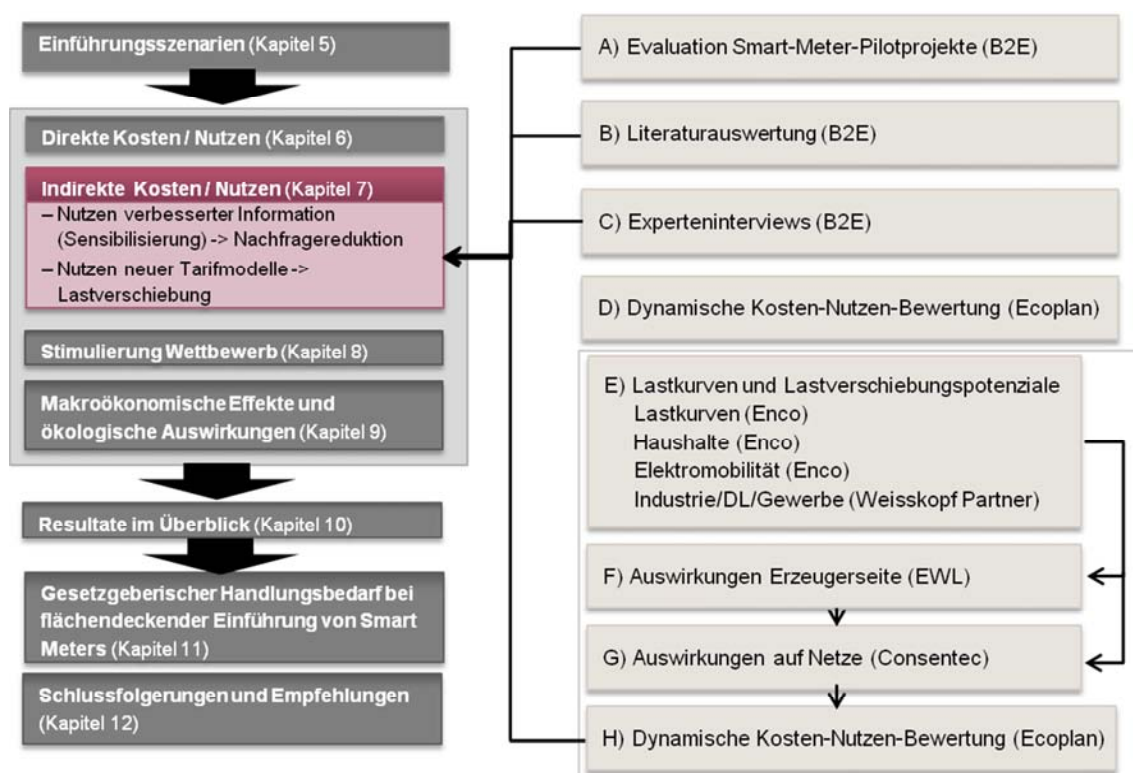 Einführungsszenarien (Kapitel 5)
Direkte Kosten / Nutzen (Kapitel 6)
Indirekte Kosten / Nutzen (Kapitel 7)
– Nutzen verbesserter Information
(Sensibilisierung) -> Nachfragereduktion
– Nutzen neuer Tarifmodelle ->
Lastverschiebung
Stimulierung Wettbewerb (Kapitel 8)
Makroökonomische Effekte und
ökologische Auswirkungen (Kapitel 9)
Resultate im Überblick (Kapitel 10)
Gesetzgeberischer Handlungsbedarf bei
flächendeckender Einführung von Smart
Meters (Kapitel 11)
Schlussfolgerungen und Empfehlungen
(Kapitel 12)
A) Evaluation Smart-Meter-Pilotprojekte (B2E)
B) Literaturauswertung (B2E)
C) Experteninterviews (B2E)
D) Dynamische Kosten-Nutzen-Bewertung (Ecoplan)
E) Lastkurven und Lastverschiebungspotenziale
Lastkurven (Enco)
Haushalte (Enco)
Elektromobilität (Enco)
Industrie/DL/Gewerbe (Weisskopf Partner)
F) Auswirkungen Erzeugerseite (EWL)
G) Auswirkungen auf Netze (Consentec)
H) Dynamische Kosten-Nutzen-Bewertung (Ecoplan)